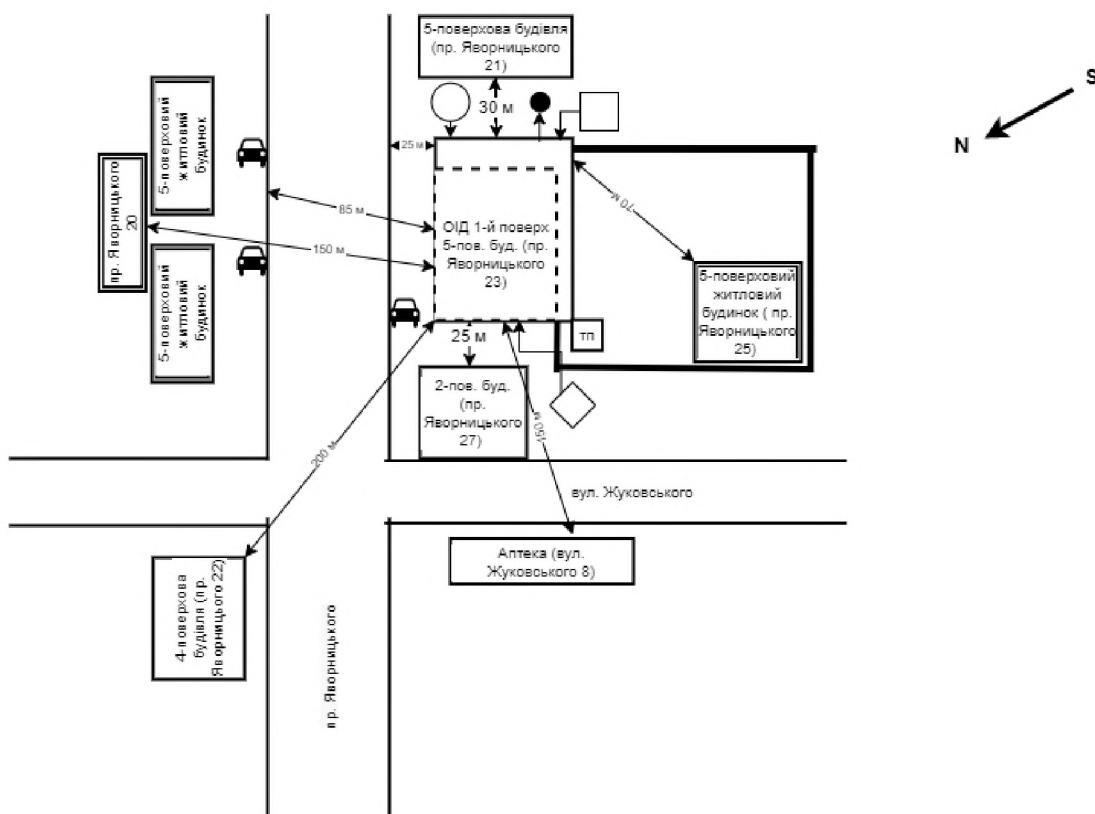 5-поверхова будівля
(пр. Яворницького
21)
S
N
30 м
25 м
5-поверховий
житловий
будинок
пр. Яворницького
20
85 м
150 м
ОІД 1-й поверх
5-пов. буд. (пр.
Яворницького
23)
70 м
5-поверховий
житловий
будинок ( пр.
Яворницького
25)
5-поверховий
житловий
будинок
25 м
тп
2-пов. буд.
(пр.
Яворницького
27)
150 м
200 м
вул. Жуковського
Аптека (вул.
Жуковського 8)
4-поверхова
будівля (пр.
Яворницього 22)
пр. Яворницького